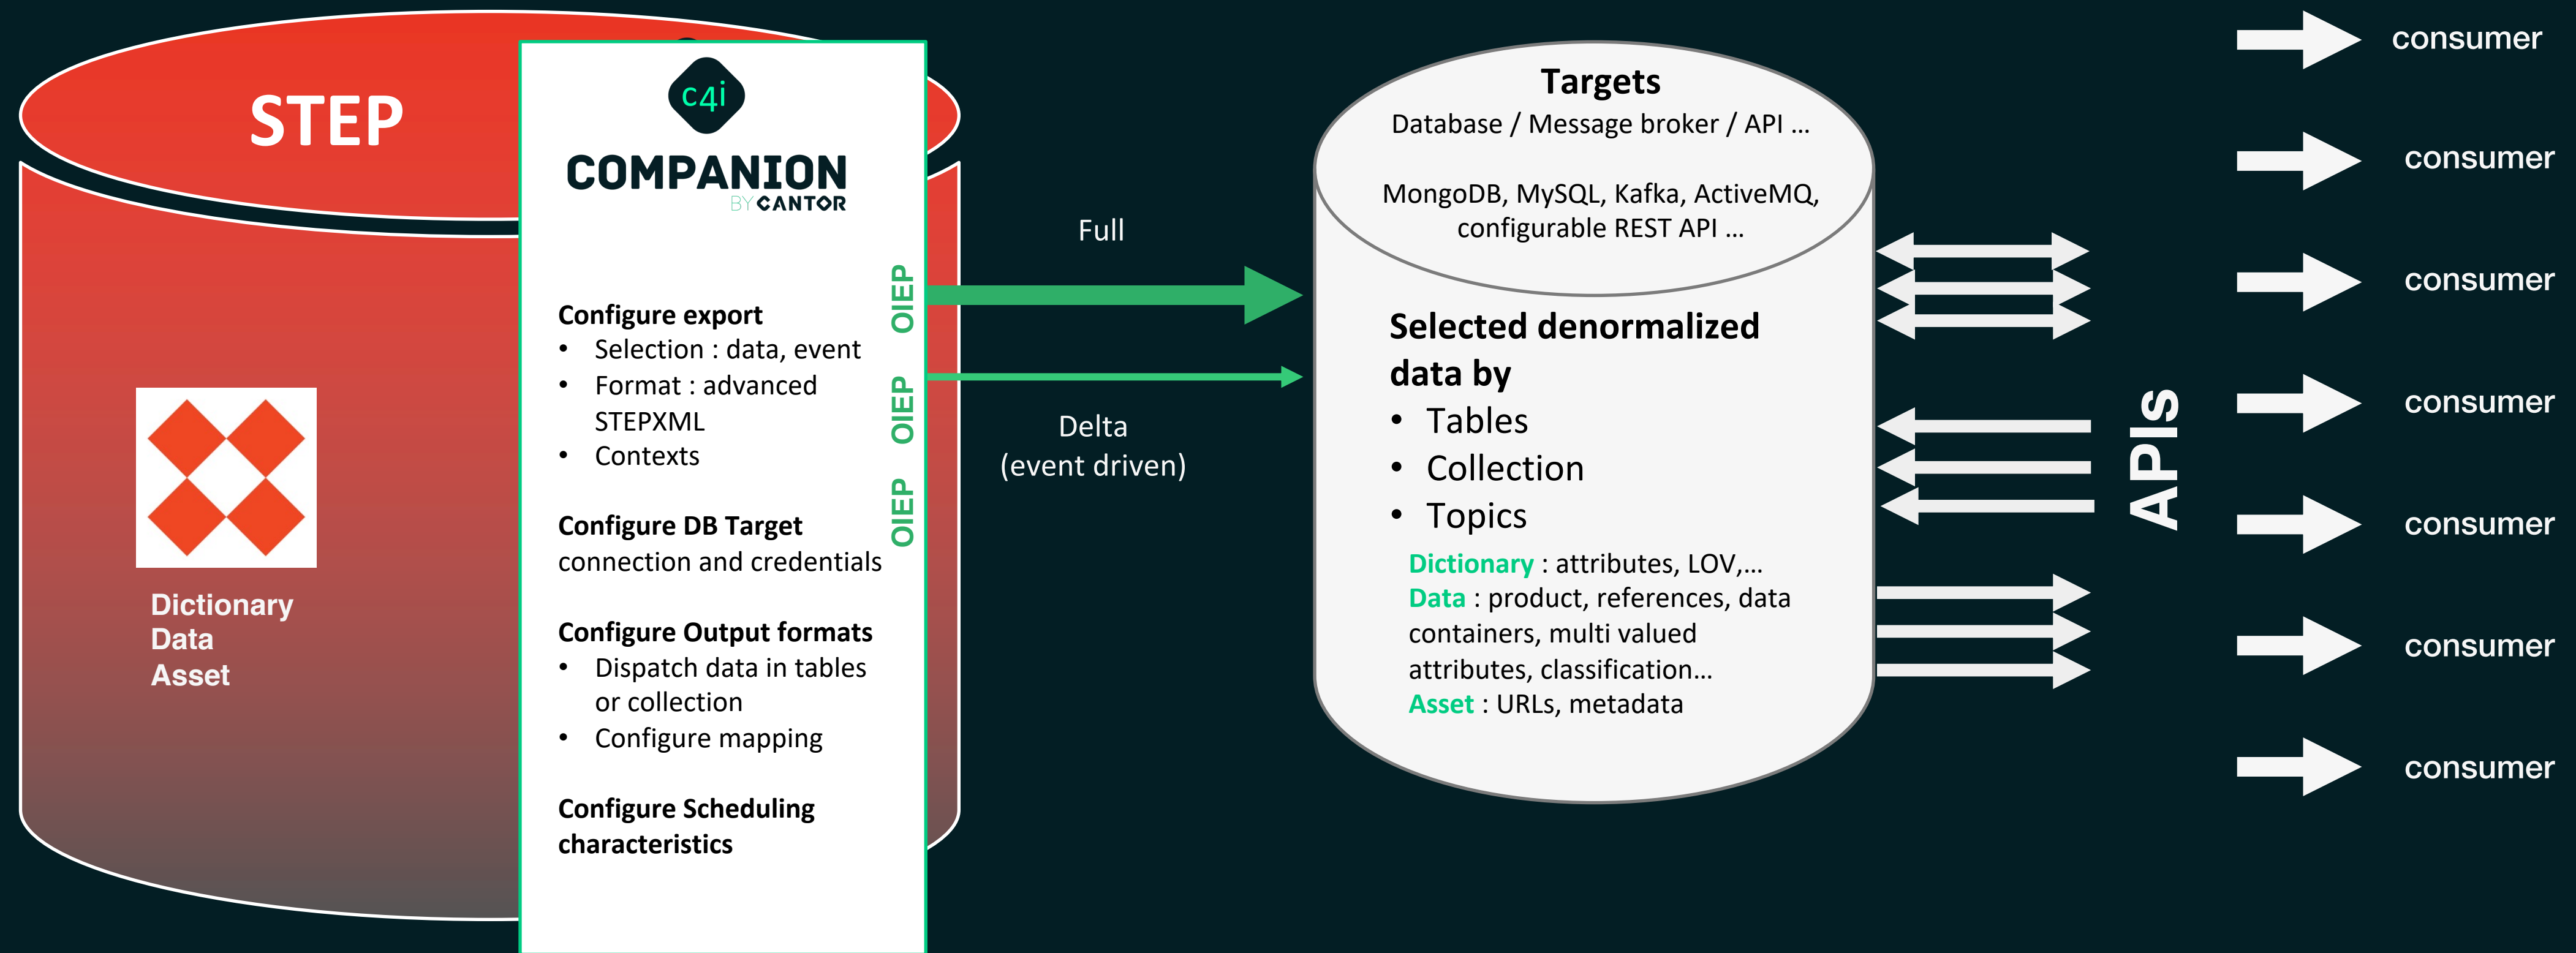 STEP
Dictionary
Data
Asset
c4i
COMPANION
BY CANTOR
Configure export
• Selection : data, event
• Format : advanced
STEPXML
• Contexts
Configure DB Target
connection and credentials
Configure Output formats
• Dispatch data in tables
or collection
• Configure mapping
Configure Scheduling
characteristics
OIEP
OIEP
OIEP
Full
Delta
(event driven)
Targets
Database / Message broker / API ...
MongoDB, MySQL, Kafka, ActiveMQ,
configurable REST API ...
Selected denormalized
data by
• Tables
• Collection
• Topics
Dictionary : attributes, LOV,...
Data : product, references, data
containers, multi valued
attributes, classification...
Asset : URLs, metadata
APIs
consumer
consumer
consumer
consumer
consumer
consumer
consumer